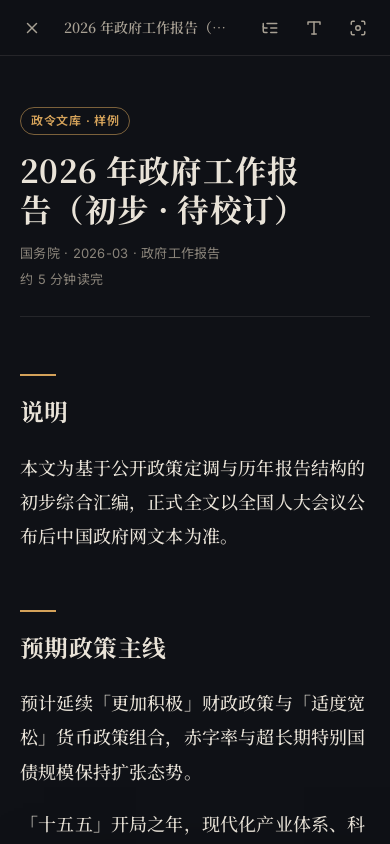 2026 年政府工作报告（…
政令文库 · 样例
2026 年政府工作报
告（初步 · 待校订）
国务院 · 2026-03 · 政府工作报告
约 5 分钟读完
说明
本文为基于公开政策定调与历年报告结构的
初步综合汇编，正式全文以全国人大会议公
布后中国政府网文本为准。
预期政策主线
预计延续「更加积极」财政政策与「适度宽
松」货币政策组合，赤字率与超长期特别国
债规模保持扩张态势。
「十五五」开局之年，现代化产业体系、科